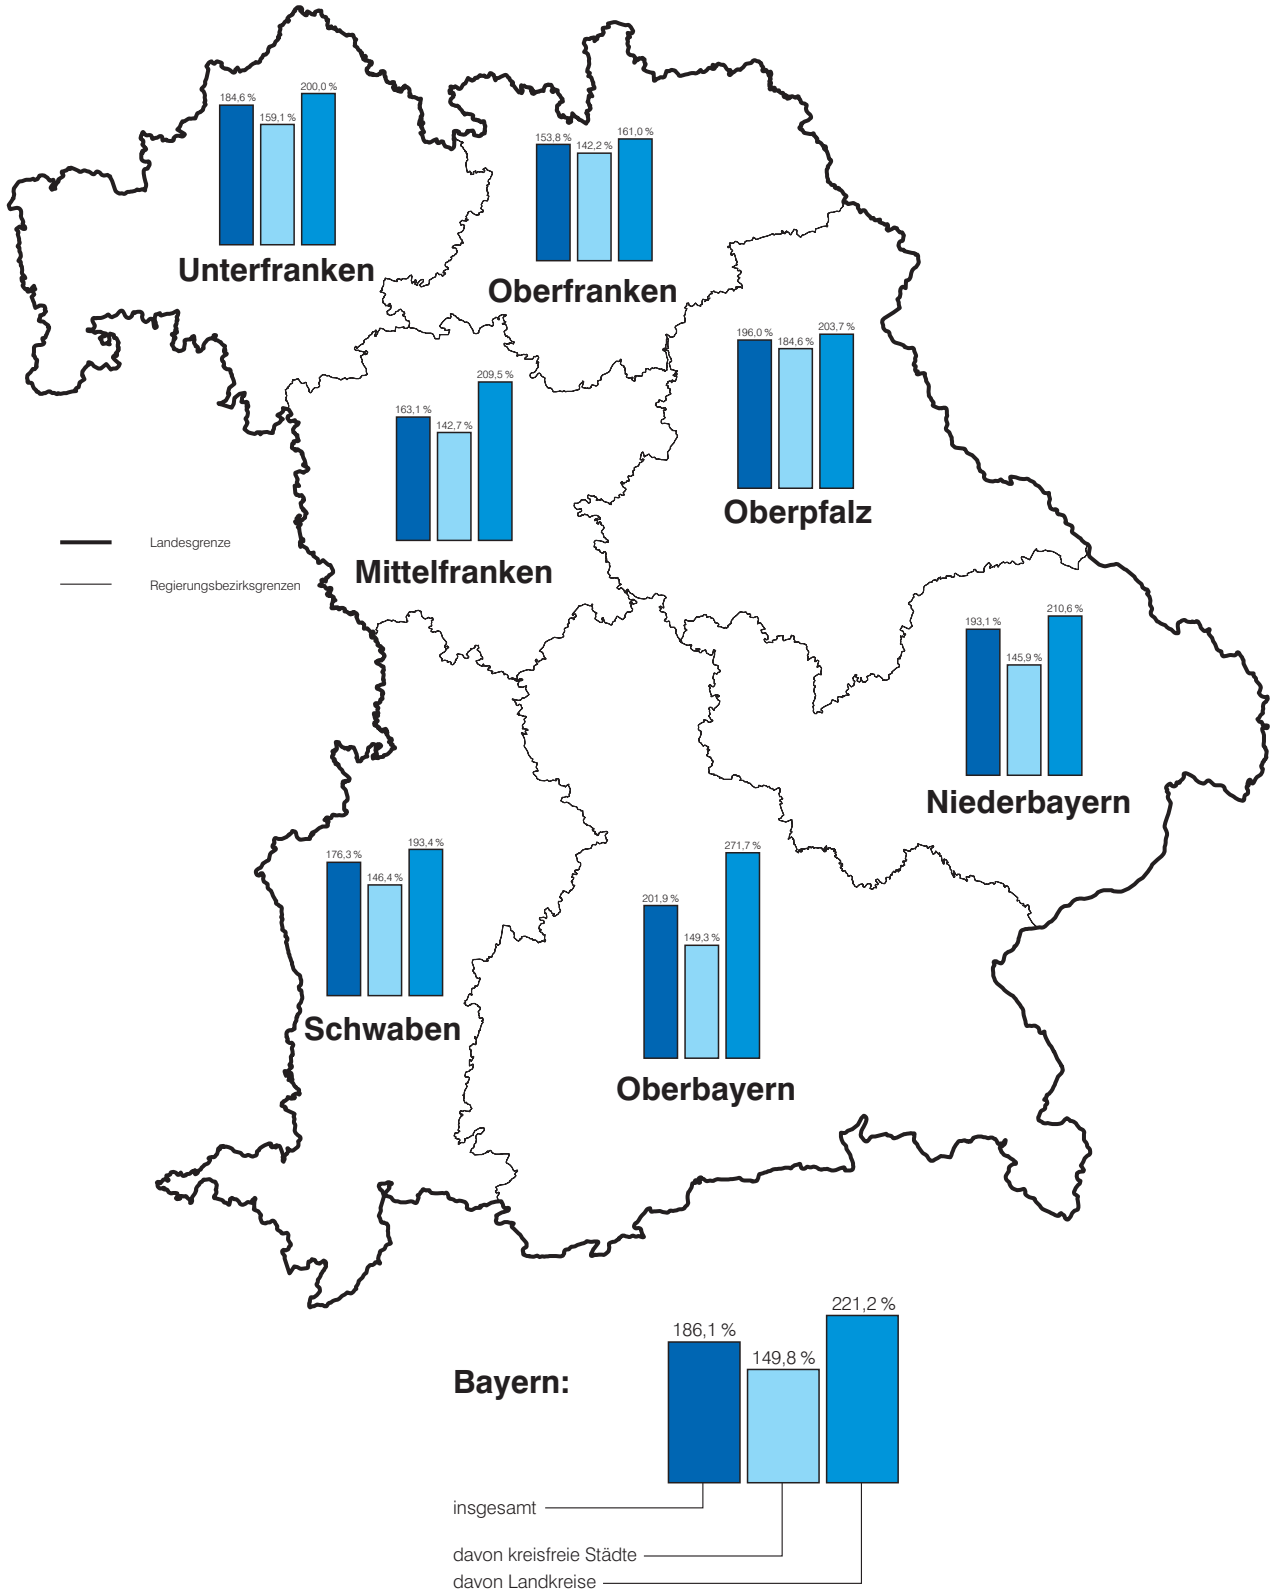 184,6 % 159,1 % 200,0 %
Unterfranken
153,8 % 142,2 % 161,0 %
Oberfranken
196,0 % 184,6 % 203,7 %
Oberpfalz
163,1 % 142,7 % 209,5 %
Mittelfranken
Landesgrenze
Regierungsbezirksgrenzen
193,1 % 145,9 % 210,6 %
Niederbayern
176,3 % 146,4 % 193,4 %
Schwaben
201,9 % 149,3 % 271,7 %
Oberbayern
186,1 % 149,8 % 221,2 %
Bayern:
insgesamt
davon kreisfreie Städte
davon Landkreise